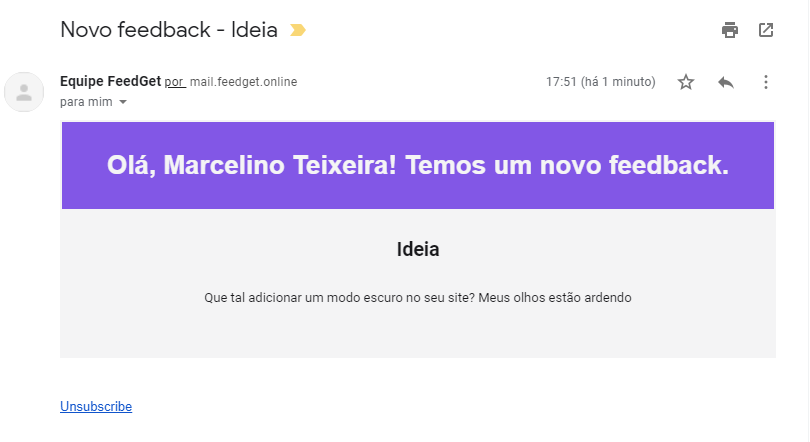 Novo feedback - Ideia
Equipe FeedGet por mail.feedget.online
17:51 (há 1 minuto)
para mim
Olá, Marcelino Teixeira! Temos um novo feedback.
Ideia
Que tal adicionar um modo escuro no seu site? Meus olhos estão ardendo
Unsubscribe